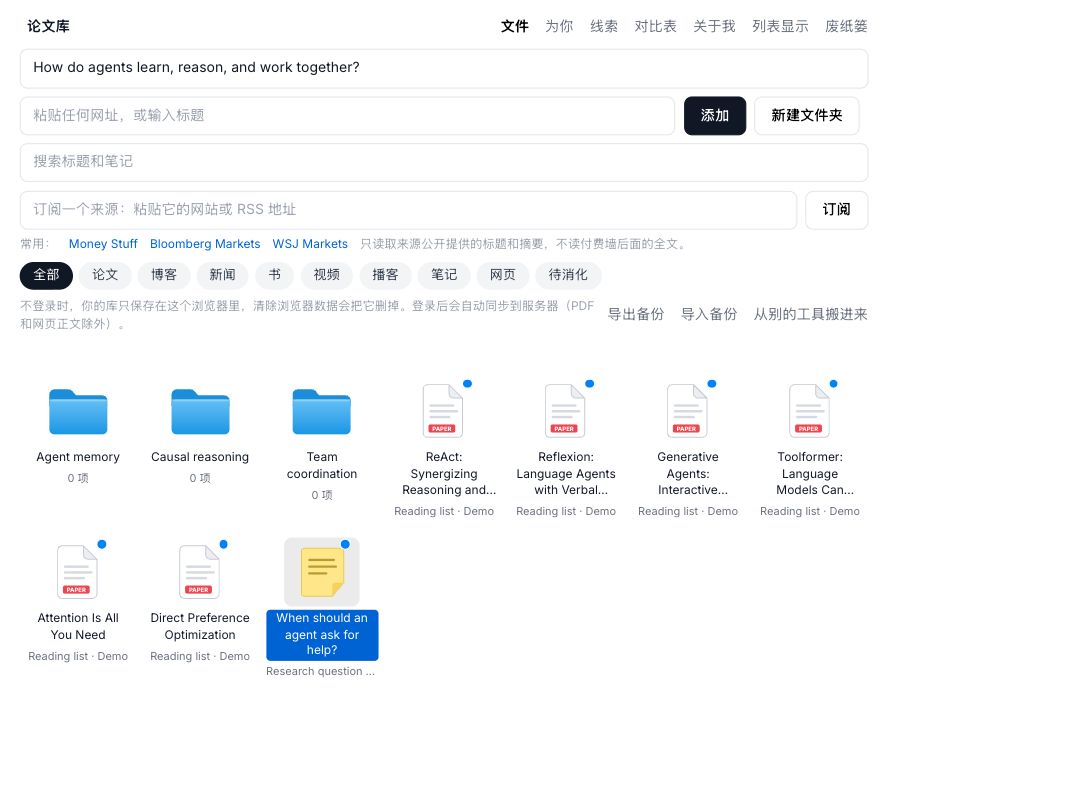 论文库
文件 为你 线索 对比表 关于我 列表显示 废纸篓
How do agents learn, reason, and work together?
粘贴任何网址，或输入标题 添加 新建文件夹
搜索标题和笔记
订阅一个来源：粘贴它的网站或 RSS 地址 订阅
常用： Money Stuff Bloomberg Markets WSJ Markets 只读取来源公开提供的标题和摘要，不读付费墙后面的全文。
全部 论文 博客 新闻 书 视频 播客 笔记 网页 待消化
不登录时，你的库只保存在这个浏览器里，清除浏览器数据会把它删掉。登录后会自动同步到服务器（PDF
和网页正文除外）。
导出备份 导入备份 从别的工具搬进来
Agent memory
0 项
Causal reasoning
0 项
Team
coordination
0 项
PAPER
ReAct:
Synergizing
Reasoning and...
Reading list · Demo
PAPER
Reflexion:
Language Agents
with Verbal...
Reading list · Demo
PAPER
Generative
Agents:
Interactive...
Reading list · Demo
PAPER
Toolformer:
Language
Models Can...
Reading list · Demo
PAPER
Attention Is All
You Need
Reading list · Demo
PAPER
Direct Preference
Optimization
Reading list · Demo
When should an
agent ask for
help?
Research question ...